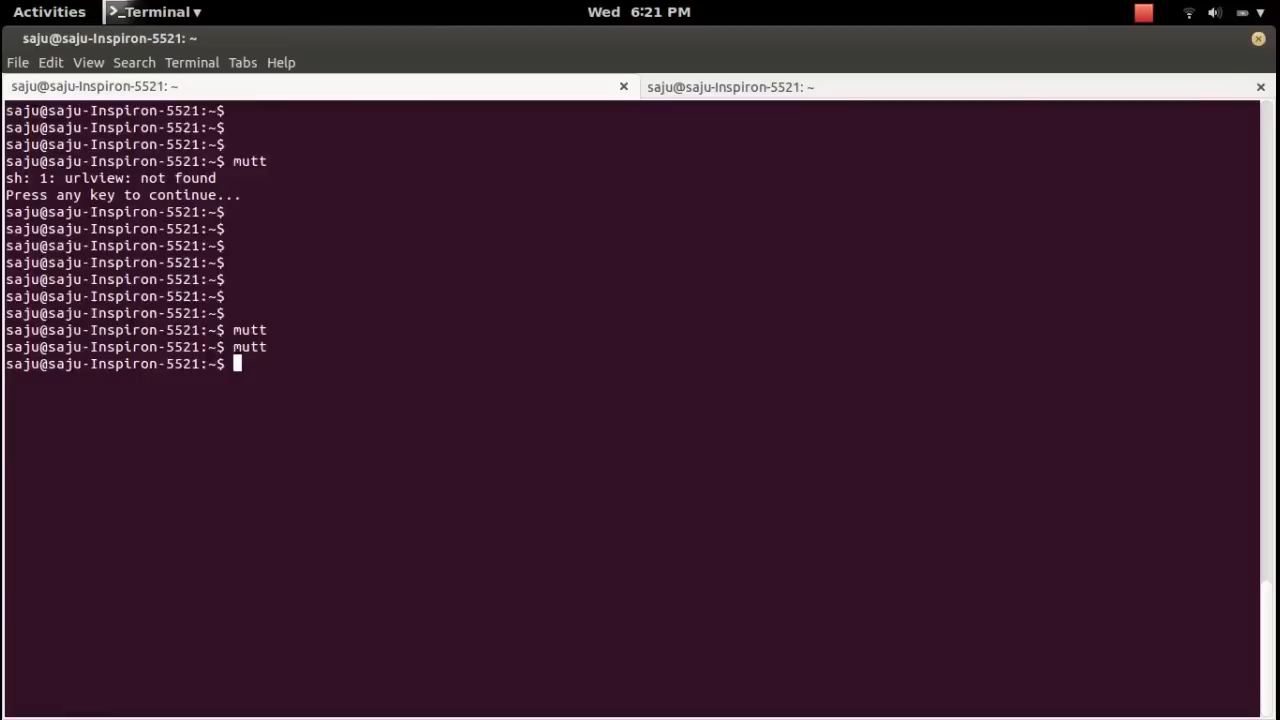 Activities >_Terminal ▾ Wed 6:21 PM
saju@saju-Inspiron-5521: ~
File Edit View Search Terminal Tabs Help
saju@saju-Inspiron-5521: ~ × saju@saju-Inspiron-5521: ~ ×
saju@saju-Inspiron-5521:~$
saju@saju-Inspiron-5521:~$
saju@saju-Inspiron-5521:~$
saju@saju-Inspiron-5521:~$ mutt
sh: 1: urlview: not found
Press any key to continue...
saju@saju-Inspiron-5521:~$
saju@saju-Inspiron-5521:~$
saju@saju-Inspiron-5521:~$
saju@saju-Inspiron-5521:~$
saju@saju-Inspiron-5521:~$
saju@saju-Inspiron-5521:~$
saju@saju-Inspiron-5521:~$
saju@saju-Inspiron-5521:~$ mutt
saju@saju-Inspiron-5521:~$ mutt
saju@saju-Inspiron-5521:~$